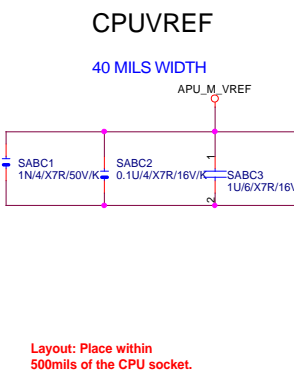 CPUVREF
40 MILS WIDTH
APU_M_VREF
SABC1
1N/4/X7R/50V/K
SABC2
0.1U/4/X7R/16V/K
1
SABC3
1U/6/X7R/16V
2
Layout: Place within
500mils of the CPU socket.